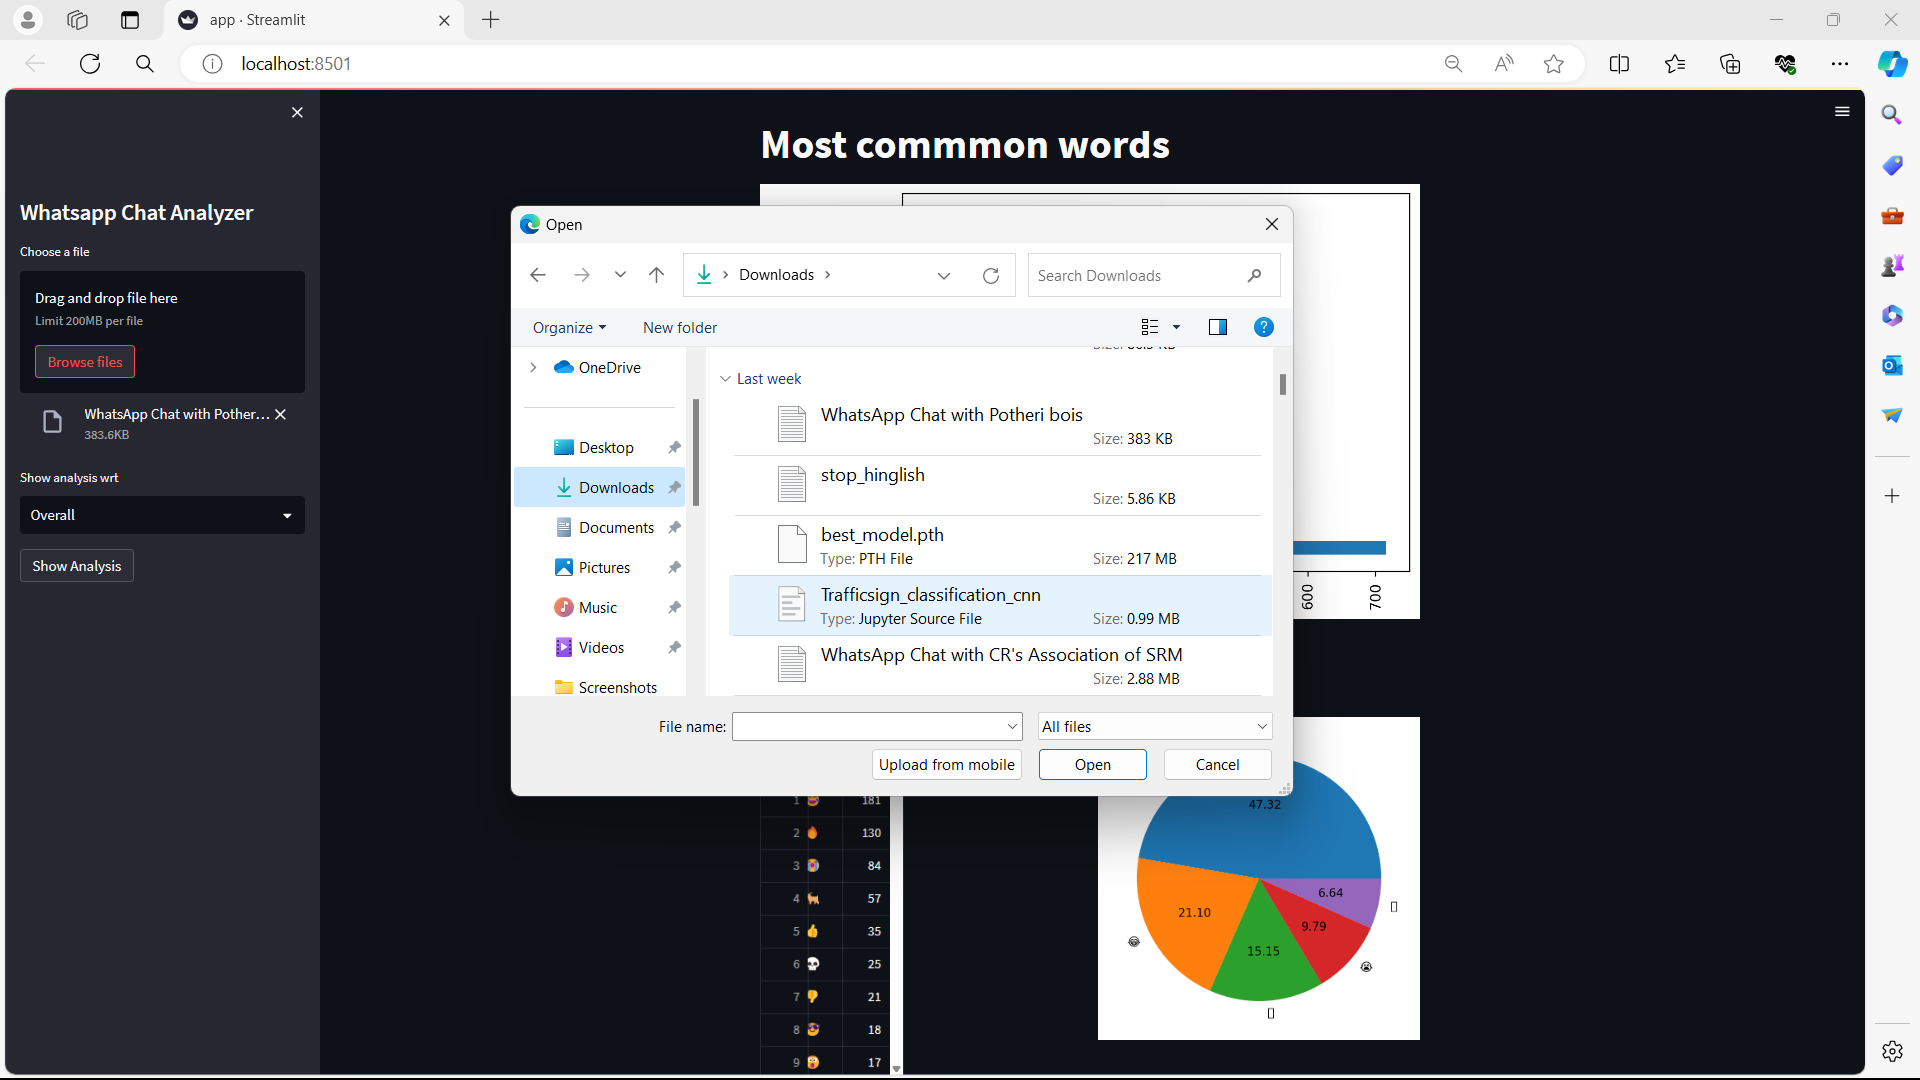 app · Streamlit
localhost:8501
Whatsapp Chat Analyzer
Choose a file
Drag and drop file here
Limit 200MB per file
Browse files
WhatsApp Chat with Pother...
383.6KB
Show analysis wrt
Overall
Show Analysis
Most commmon words
600
700
Open
Downloads
Search Downloads
Organize
New folder
OneDrive
Desktop
Downloads
Documents
Pictures
Music
Videos
Screenshots
Last week
WhatsApp Chat with Potheri bois
Size: 383 KB
stop_hinglish
Size: 5.86 KB
best_model.pth
Type: PTH File Size: 217 MB
Trafficsign_classification_cnn
Type: Jupyter Source File Size: 0.99 MB
WhatsApp Chat with CR's Association of SRM
Size: 2.88 MB
File name:
All files
Upload from mobile Open Cancel
1 181
2 🔥 130
3 84
4 🐈 57
5 👍 35
6 💀 25
7 👎 21
8 😎 18
9 17
47.32
21.10
15.15
9.79
6.64